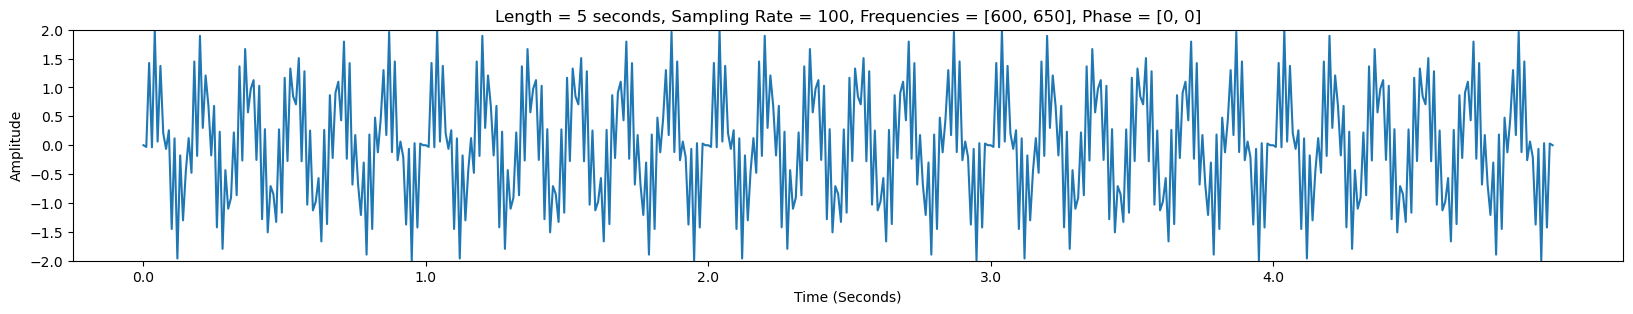 Length = 5 seconds, Sampling Rate = 100, Frequencies = [600, 650], Phase = [0, 0]
2.0
1.5
1.0
0.5
0.0
−0.5
−1.0
−1.5
−2.0
Amplitude
0.0 1.0 2.0 3.0 4.0
Time (Seconds)